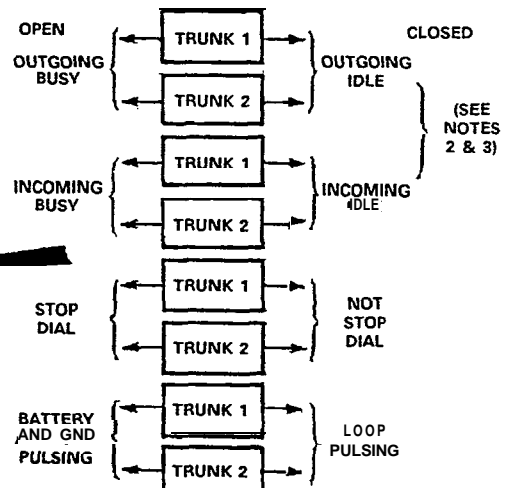 OPEN
CLOSED
OUTGOING
BUSY
TRUNK 1
TRUNK 2
OUTGOING
IDLE
(SEE
NOTES
2 & 3)
INCOMING
BUSY
TRUNK 1
TRUNK 2
INCOMING
IDLE
STOP
DIAL
TRUNK 1
TRUNK 2
NOT
STOP
DIAL
BATTERY
AND GND
PULSING
TRUNK 1
TRUNK 2
LOOP
PULSING